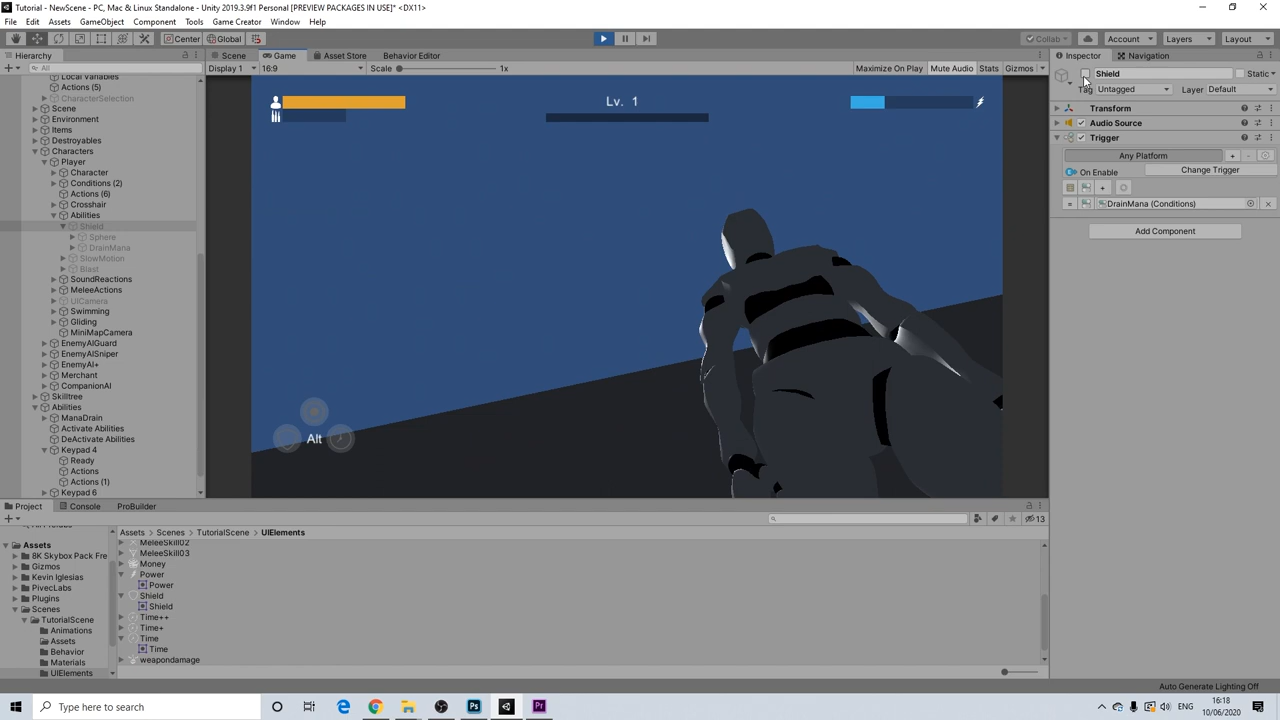 Tutorial - NewScene - PC, Mac & Linux Standalone - Unity 2019.3.9f1 Personal [PREVIEW PACKAGES IN USE]* <DX11>
File Edit Assets GameObject Component Tools Game Creator Window Help
Center Global Collab Account Layers Layout
Hierarchy Scene Game Asset Store Behavior Editor Inspector Navigation
All
Display 1 16:9 Scale 1x Maximize On Play Mute Audio Stats Gizmos
Shield Static
Tag Untagged Layer Default
Local Variables
Actions (5)
CharacterSelection
Scene
Environment
Items
Destroyables
Characters
Player
Character
Conditions (2)
Actions (6)
Crosshair
Abilities
Shield
Sphere
DrainMana
SlowMotion
Blast
SoundReactions
MeleeActions
UICamera
Swimming
Gliding
MiniMapCamera
EnemyAIGuard
EnemyAISniper
EnemyAI+
Merchant
CompanionAI
Skilltree
Abilities
ManaDrain
Activate Abilities
DeActivate Abilities
Keypad 4
Ready
Actions
Actions (1)
Keypad 6
Lv. 1
Alt
Transform
Audio Source
Trigger
Any Platform
On Enable Change Trigger
DrainMana (Conditions)
Add Component
Project Console ProBuilder
13
Assets > Scenes > TutorialScene > UIElements
Assets
8K Skybox Pack Fre
Gizmos
Kevin Iglesias
PivecLabs
Plugins
Scenes
TutorialScene
Animations
Assets
Behavior
Materials
UIElements
MeleeSkill02
MeleeSkill03
Money
Power
Power
Shield
Shield
Time++
Time+
Time
Time
weapondamage
Auto Generate Lighting Off
Type here to search
ENG
16:18
10/06/2020